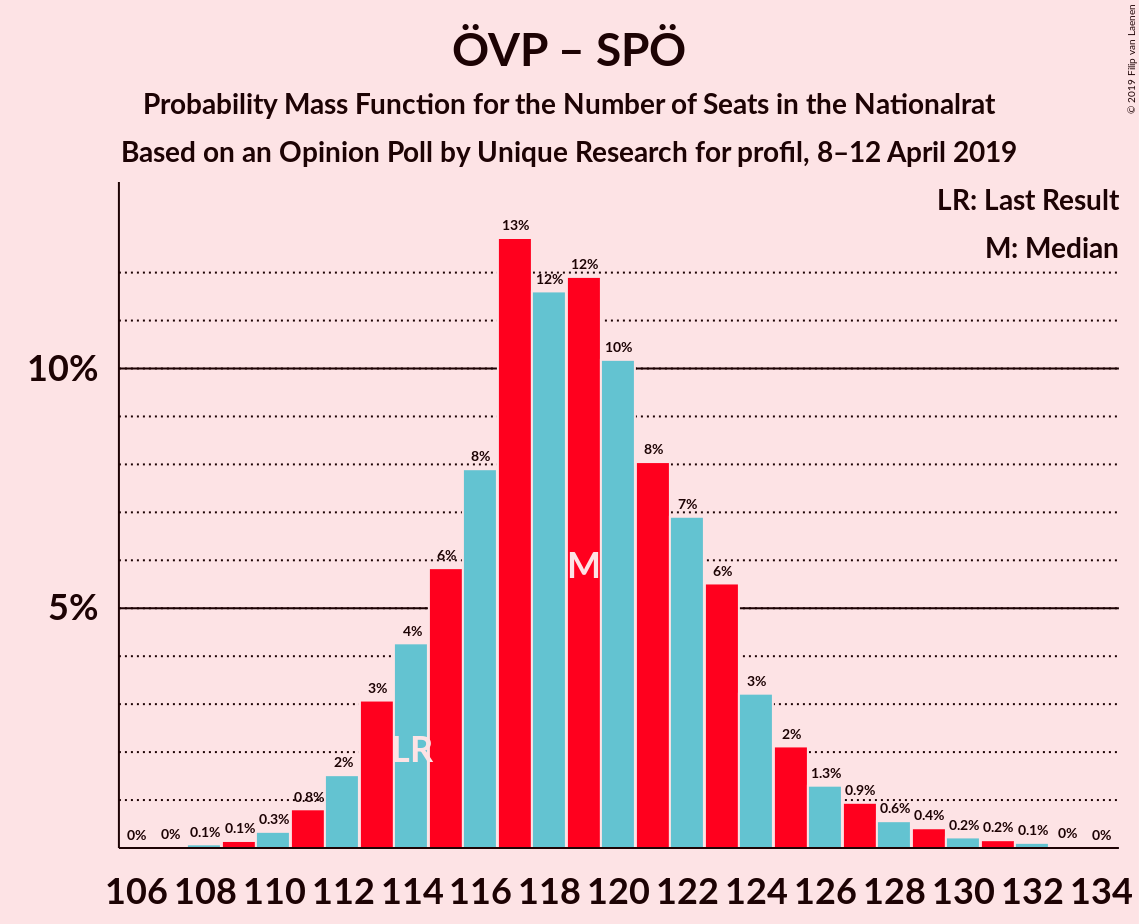 ÖVP – SPÖ
Probability Mass Function for the Number of Seats in the Nationalrat
Based on an Opinion Poll by Unique Research for profil, 8–12 April 2019
© 2019 Filip van Laenen
LR: Last Result
M: Median
10%
5%
0% 0% 0.1% 0.1% 0.3% 0.8% 2% 3% 4% 6% 8% 13% 12% 12% 10% 8% 7% 6% 3% 2% 1.3% 0.9% 0.6% 0.4% 0.2% 0.2% 0.1% 0% 0%
M
LR
106 108 110 112 114 116 118 120 122 124 126 128 130 132 134